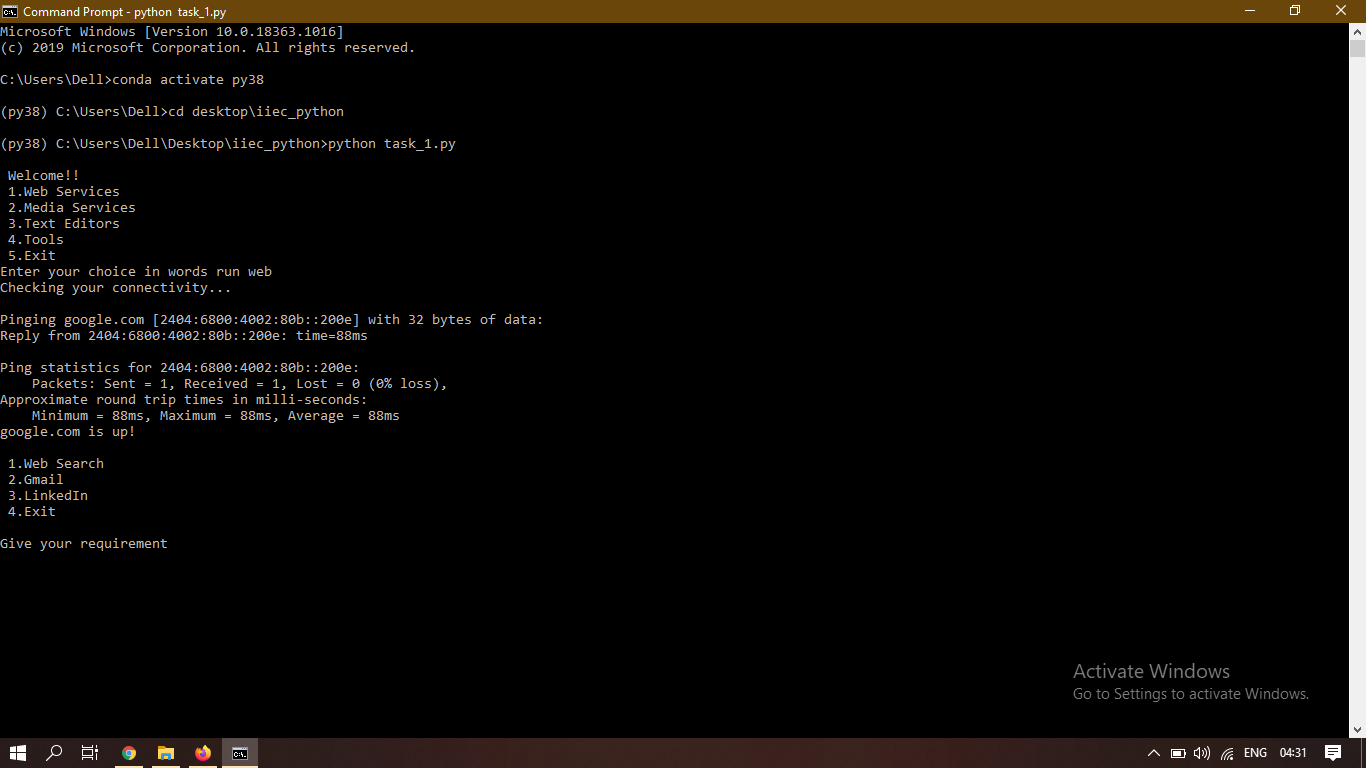 Command Prompt - python  task_1.py
Microsoft Windows [Version 10.0.18363.1016]
(c) 2019 Microsoft Corporation. All rights reserved.
C:\Users\Dell>conda activate py38
(py38) C:\Users\Dell>cd desktop\iiec_python
(py38) C:\Users\Dell\Desktop\iiec_python>python task_1.py
Welcome!!
1.Web Services
2.Media Services
3.Text Editors
4.Tools
5.Exit
Enter your choice in words run web
Checking your connectivity...
Pinging google.com [2404:6800:4002:80b::200e] with 32 bytes of data:
Reply from 2404:6800:4002:80b::200e: time=88ms
Ping statistics for 2404:6800:4002:80b::200e:
    Packets: Sent = 1, Received = 1, Lost = 0 (0% loss),
Approximate round trip times in milli-seconds:
    Minimum = 88ms, Maximum = 88ms, Average = 88ms
google.com is up!
1.Web Search
2.Gmail
3.LinkedIn
4.Exit
Give your requirement
Activate Windows
Go to Settings to activate Windows.
ENG 04:31